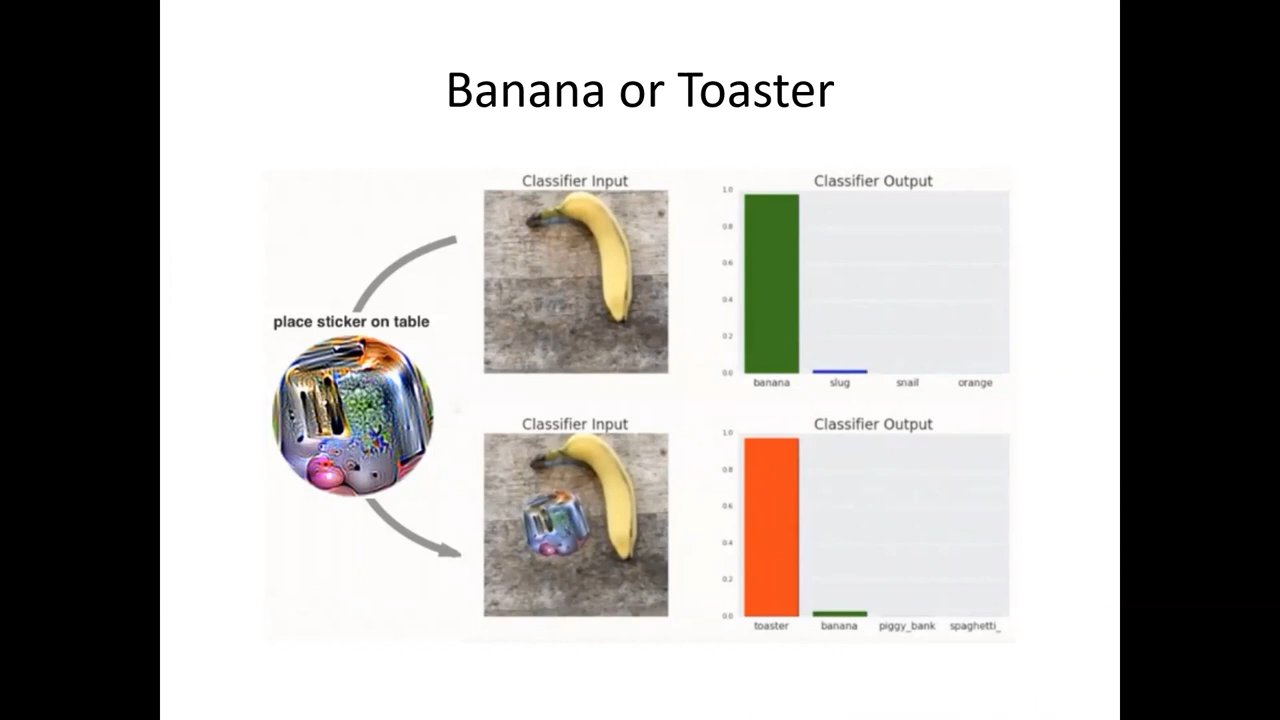 Banana or Toaster
Classifier Input
Classifier Output
1.0
0.8
0.6
0.4
0.2
0.0
banana slug snail orange
place sticker on table
Classifier Input
Classifier Output
1.0
0.8
0.6
0.4
0.2
0.0
toaster banana piggy_bank spaghetti_